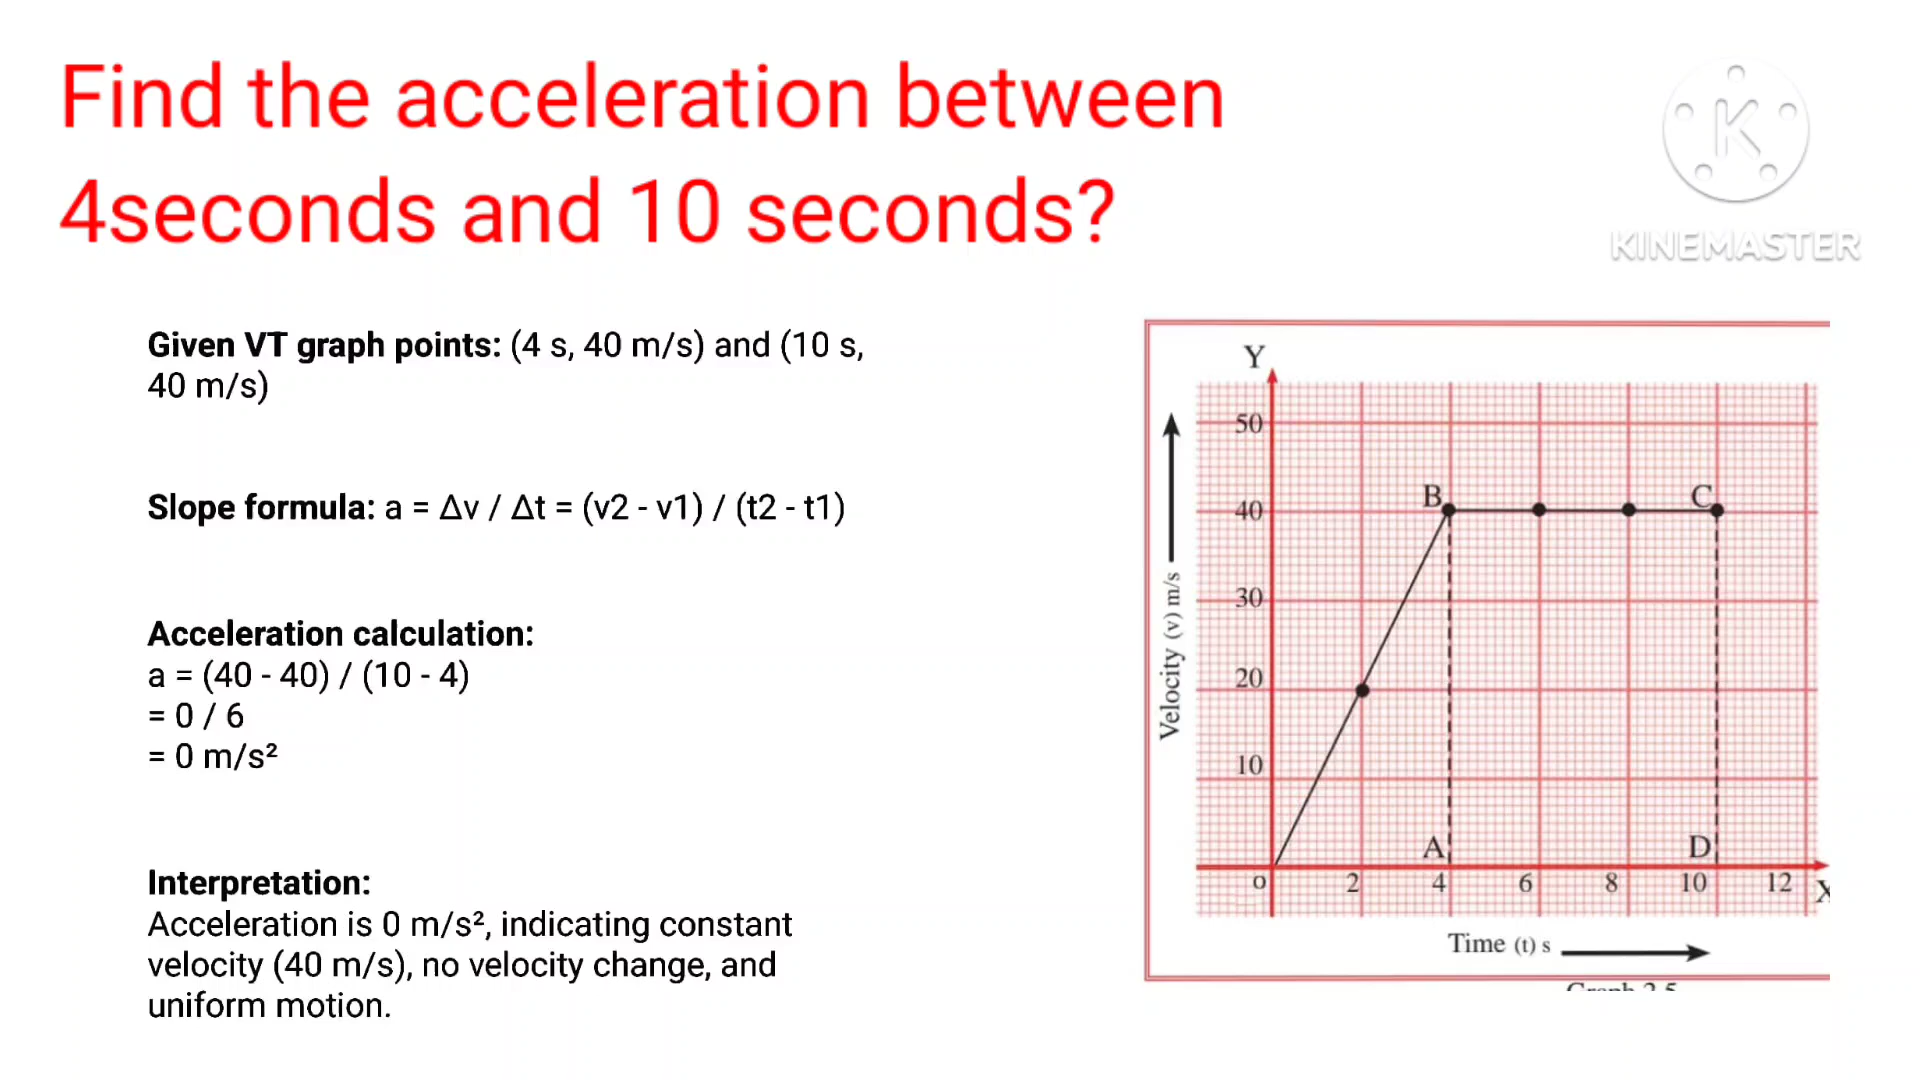 Find the acceleration between
4seconds and 10 seconds?
KINEMASTER
Given VT graph points: (4 s, 40 m/s) and (10 s,
40 m/s)
Slope formula: a = Δv / Δt = (v2 - v1) / (t2 - t1)
Acceleration calculation:
a = (40 - 40) / (10 - 4)
= 0 / 6
= 0 m/s²
Interpretation:
Acceleration is 0 m/s², indicating constant
velocity (40 m/s), no velocity change, and
uniform motion.
Y
50
B C
40
30
20
10
A D
o 2 4 6 8 10 12 X
Velocity (v) m/s
Time (t) s